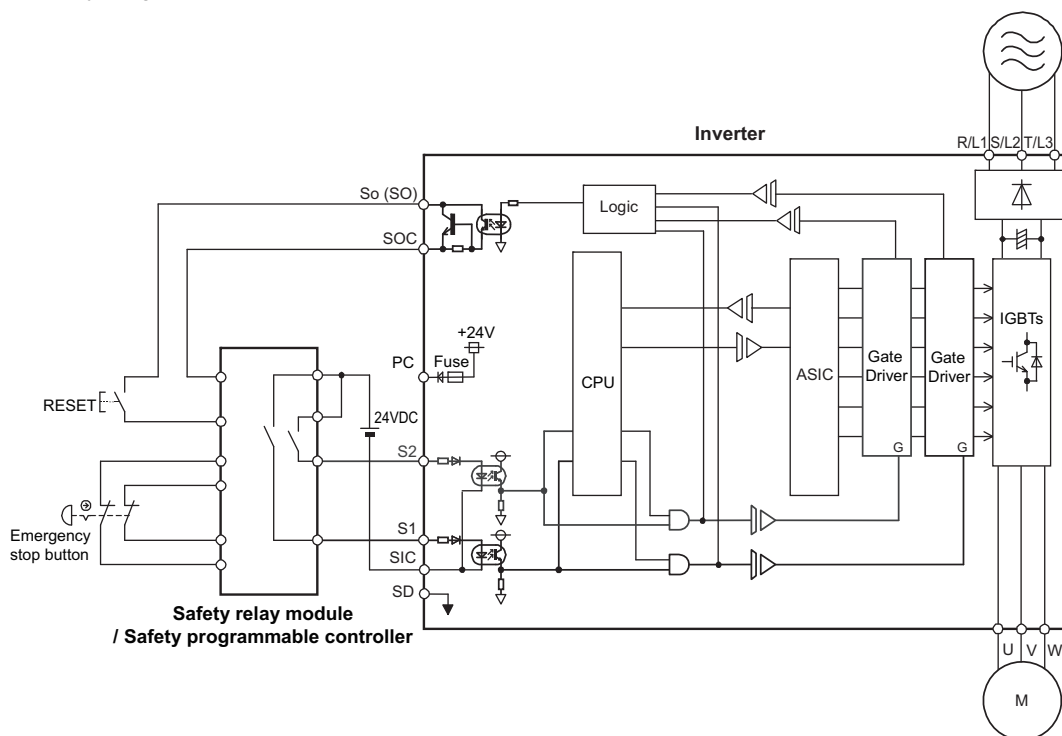 Inverter
R/L1 S/L2 T/L3
So (SO)
SOC
Logic
+24V
PC
Fuse
CPU
ASIC
Gate
Driver
G
Gate
Driver
G
IGBTs
RESET
24VDC
S2
S1
SIC
SD
Emergency
stop button
Safety relay module
/ Safety programmable controller
U V W
M